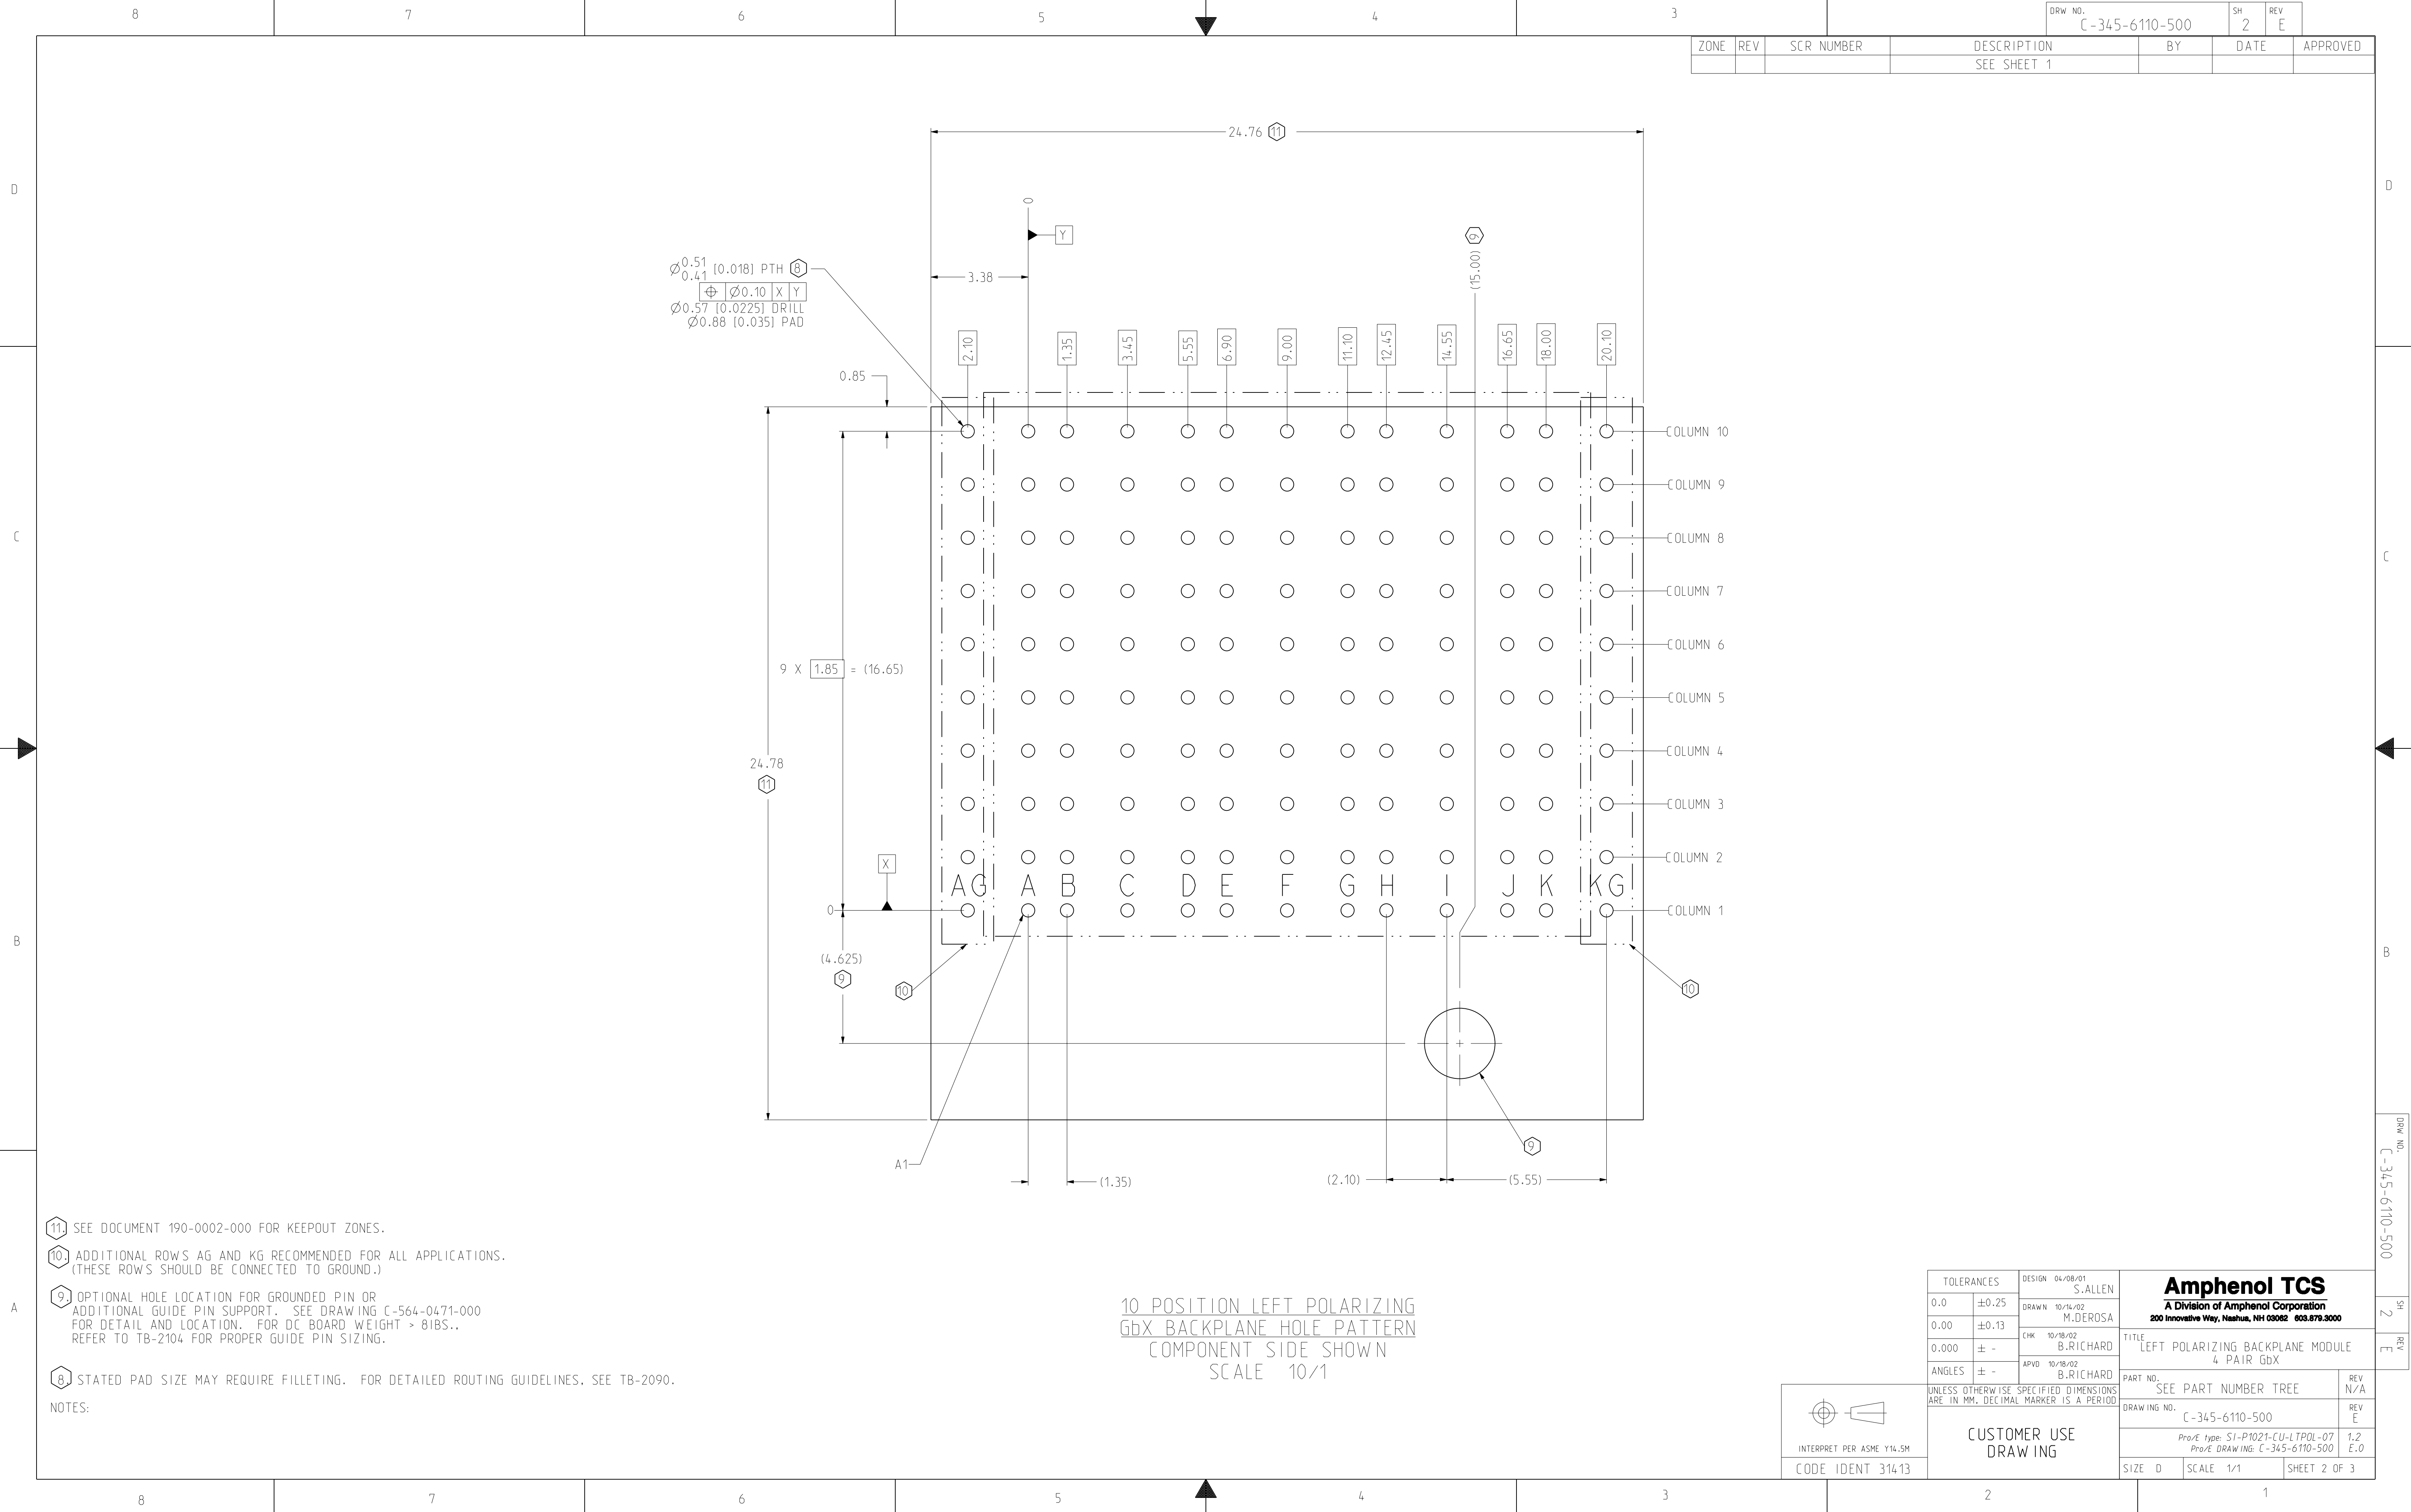 8 7 6 5 4 3
DRW NO. C-345-6110-500 SH 2 REV E
ZONE REV SCR NUMBER DESCRIPTION BY DATE APPROVED
SEE SHEET 1
24.76 11
D D
0
Y
(15.00) 9
3.38
Ø0.51 0.41 [0.018] PTH 8
⌖ Ø0.10 X Y
Ø0.57 [0.0225] DRILL
Ø0.88 [0.035] PAD
2.10 1.35 3.45 5.55 6.90 9.00 11.10 12.45 14.55 16.65 18.00 20.10
0.85
COLUMN 10
COLUMN 9
C C
COLUMN 8
COLUMN 7
COLUMN 6
9 X 1.85 = (16.65)
COLUMN 5
COLUMN 4
24.78
11
COLUMN 3
X
COLUMN 2
AG A B C D E F G H I J K KG
0
COLUMN 1
B B
(4.625)
9
10 10
9
A1
(1.35) (2.10) (5.55)
DRW NO. C-345-6110-500 SH 2 REV E
11. SEE DOCUMENT 190-0002-000 FOR KEEPOUT ZONES.
10. ADDITIONAL ROWS AG AND KG RECOMMENDED FOR ALL APPLICATIONS.
(THESE ROWS SHOULD BE CONNECTED TO GROUND.)
9. OPTIONAL HOLE LOCATION FOR GROUNDED PIN OR
ADDITIONAL GUIDE PIN SUPPORT. SEE DRAWING C-564-0471-000
FOR DETAIL AND LOCATION. FOR DC BOARD WEIGHT > 8lBS.,
REFER TO TB-2104 FOR PROPER GUIDE PIN SIZING.
8. STATED PAD SIZE MAY REQUIRE FILLETING. FOR DETAILED ROUTING GUIDELINES, SEE TB-2090.
NOTES:
A
10 POSITION LEFT POLARIZING
GbX BACKPLANE HOLE PATTERN
COMPONENT SIDE SHOWN
SCALE 10/1
TOLERANCES
0.0 ±0.25
0.00 ±0.13
0.000 ± -
ANGLES ± -
UNLESS OTHERWISE SPECIFIED DIMENSIONS
ARE IN MM. DECIMAL MARKER IS A PERIOD
DESIGN 04/08/01
S.ALLEN
DRAWN 10/14/02
M.DEROSA
CHK 10/18/02
B.RICHARD
APVD 10/18/02
B.RICHARD
Amphenol TCS
A Division of Amphenol Corporation
200 Innovative Way, Nashua, NH 03062 603.879.3000
TITLE
LEFT POLARIZING BACKPLANE MODULE
4 PAIR GbX
PART NO. SEE PART NUMBER TREE REV N/A
DRAWING NO. C-345-6110-500 REV E
Pro/E type: SI-P1021-CU-LTPOL-07 1.2
Pro/E DRAWING: C-345-6110-500 E.0
SIZE D SCALE 1/1 SHEET 2 OF 3
INTERPRET PER ASME Y14.5M
CODE IDENT 31413
CUSTOMER USE
DRAWING
8 7 6 5 4 3 2 1